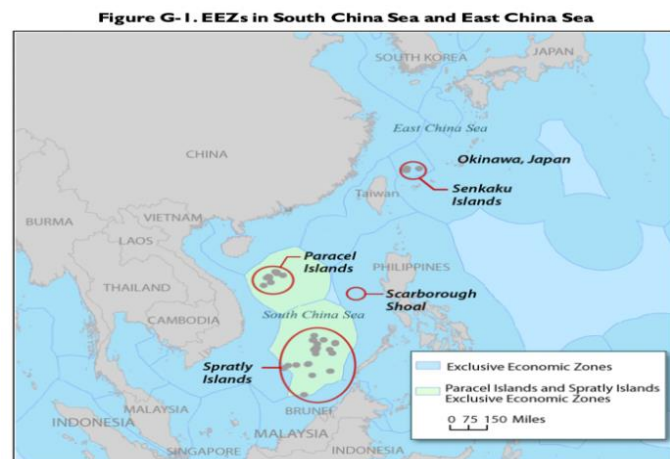 Figure G-1. EEZs in South China Sea and East China Sea
SOUTH KOREA
JAPAN
East China Sea
CHINA
Okinawa, Japan
Senkaku
Islands
Taiwan
BURMA
VIETNAM
LAOS
Paracel
Islands
PHILIPPINES
THAILAND
Scarborough
Shoal
South China Sea
CAMBODIA
Spratly
Islands
Exclusive Economic Zones
Paracel Islands and Spratly Islands
Exclusive Economic Zones
0 75 150 Miles
BRUNEI
MALAYSIA
INDONESIA
MALAYSIA
SINGAPORE
INDONESIA